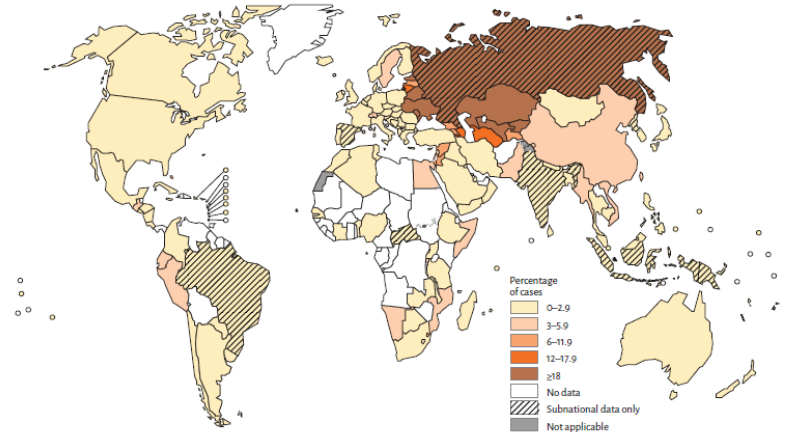 Percentage
of cases
0–2.9
3–5.9
6–11.9
12–17.9
≥18
No data
Subnational data only
Not applicable